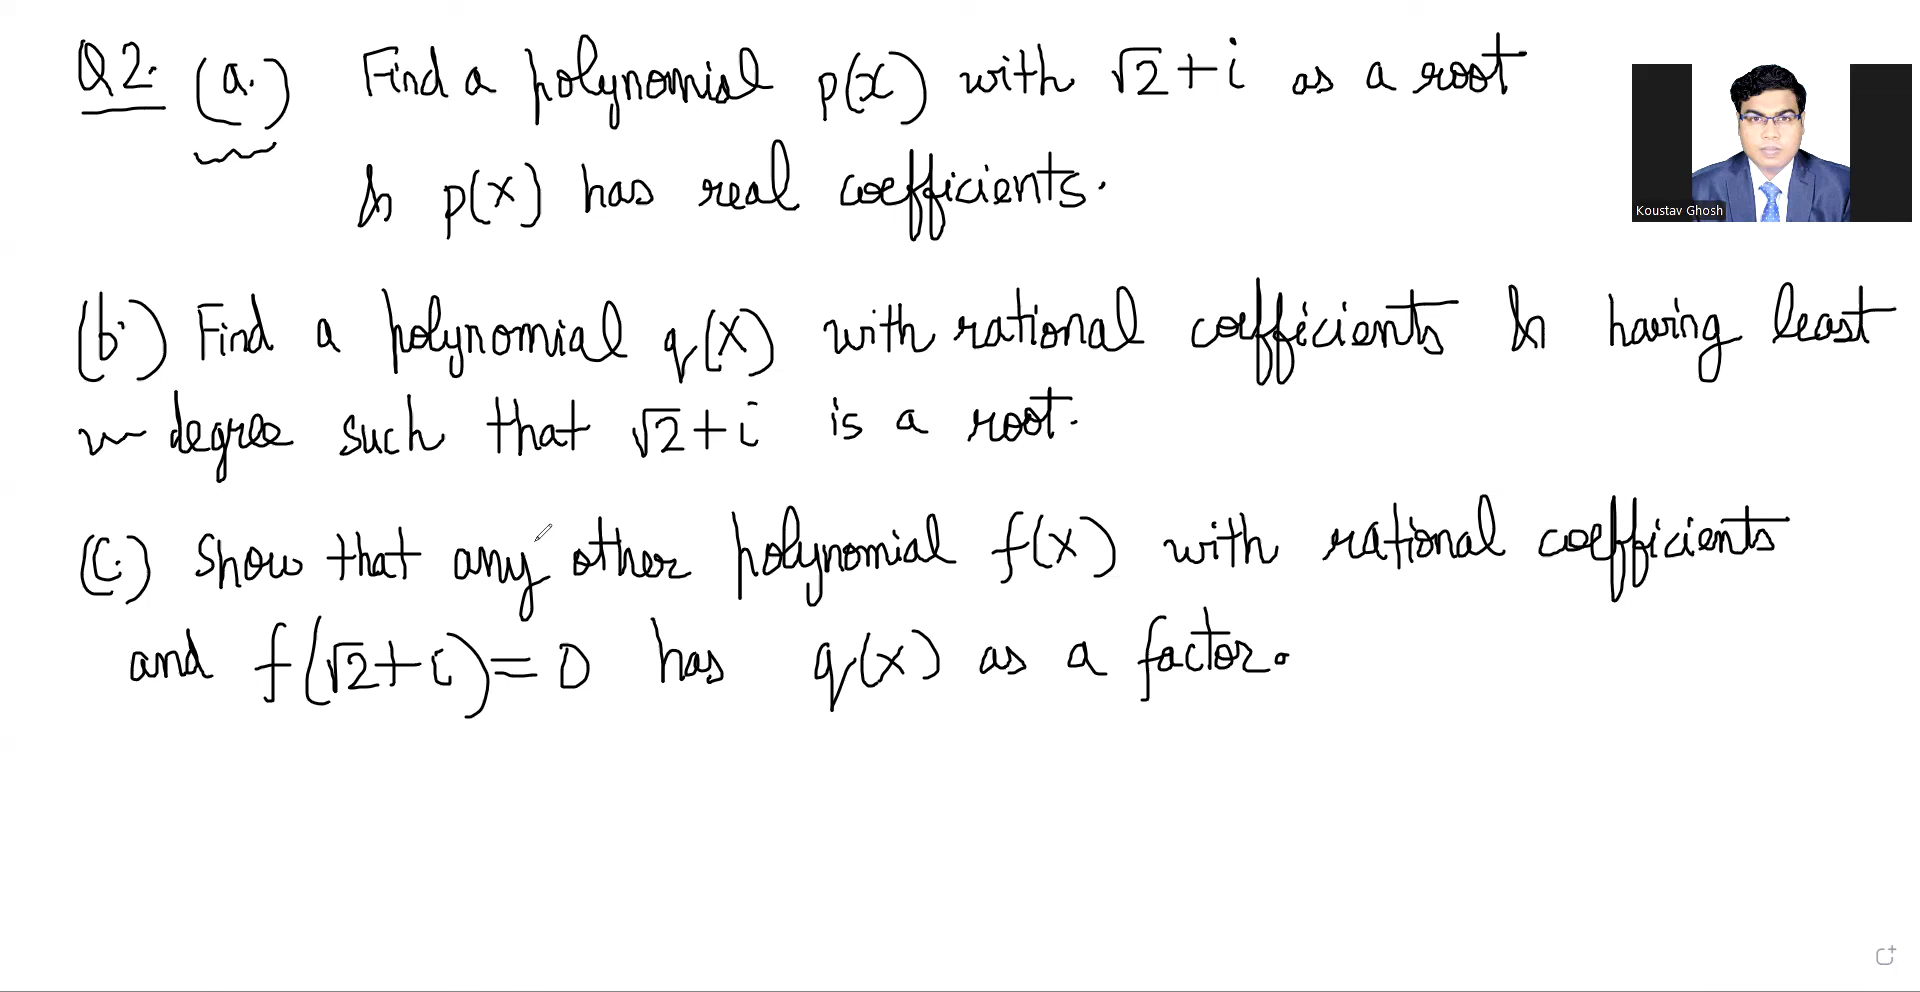 Q2. (a.) Find a polynomial p(x) with √2+i as a root
& p(x) has real coefficients.
Koustav Ghosh
(b.) Find a polynomial q(x) with rational coefficients & having least
degree such that √2+i is a root.
(c.) Show that any other polynomial f(x) with rational coefficients
and f(√2+i)=0 has q(x) as a factor.